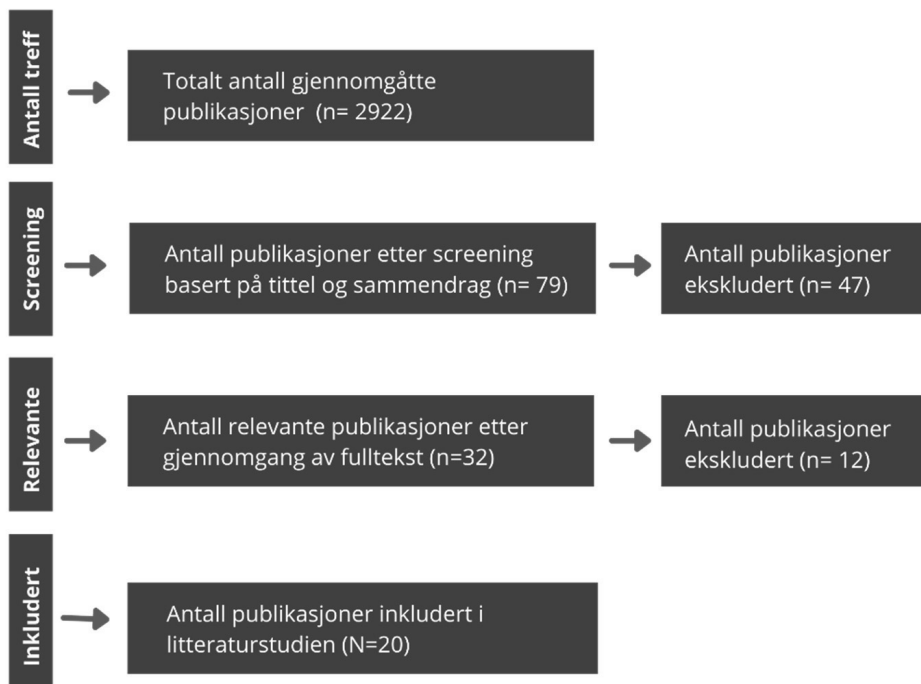 Antall treff
Totalt antall gjennomgåtte
publikasjoner (n= 2922)
Screening
Antall publikasjoner etter screening
basert på tittel og sammendrag (n= 79)
Antall publikasjoner
ekskludert (n= 47)
Relevante
Antall relevante publikasjoner etter
gjennomgang av fulltekst (n=32)
Antall publikasjoner
ekskludert (n= 12)
Inkludert
Antall publikasjoner inkludert i
litteraturstudien (N=20)